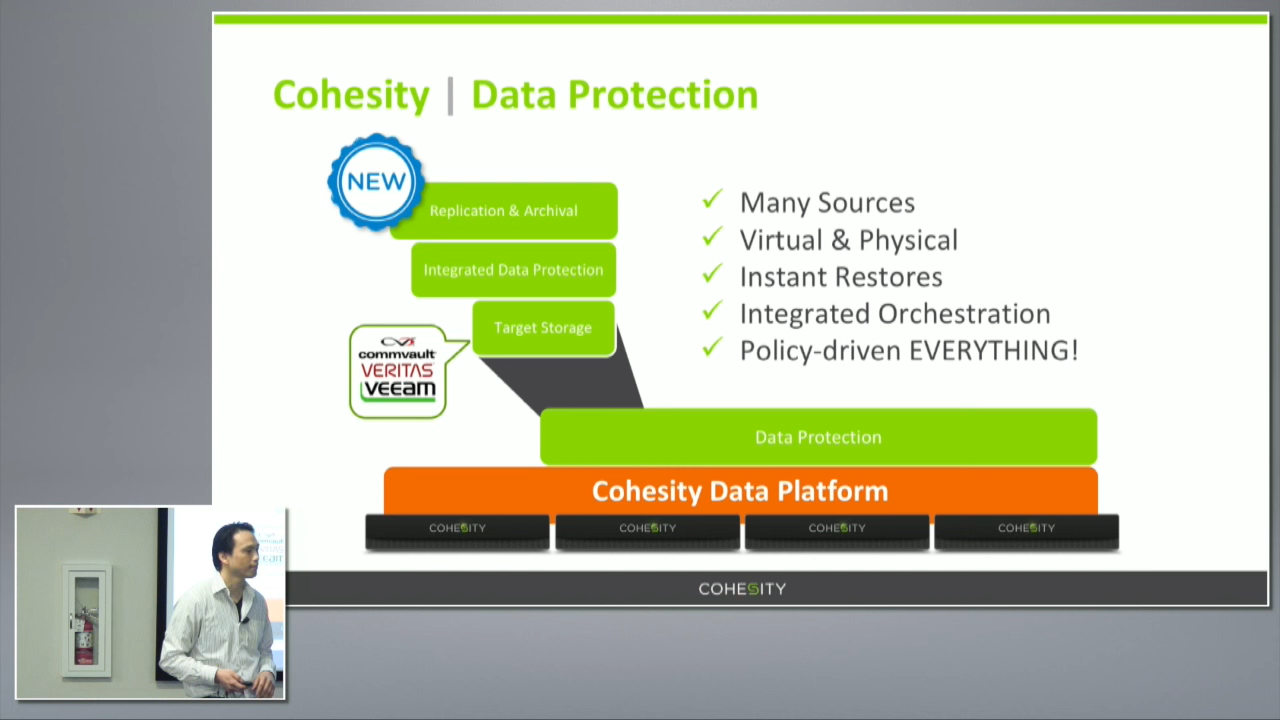 Cohesity | Data Protection
NEW
Replication & Archival
Integrated Data Protection
Target Storage
commvault
VERITAS
veeam
✓ Many Sources
✓ Virtual & Physical
✓ Instant Restores
✓ Integrated Orchestration
✓ Policy-driven EVERYTHING!
Data Protection
Cohesity Data Platform
COHESITY COHESITY COHESITY COHESITY
COHESITY